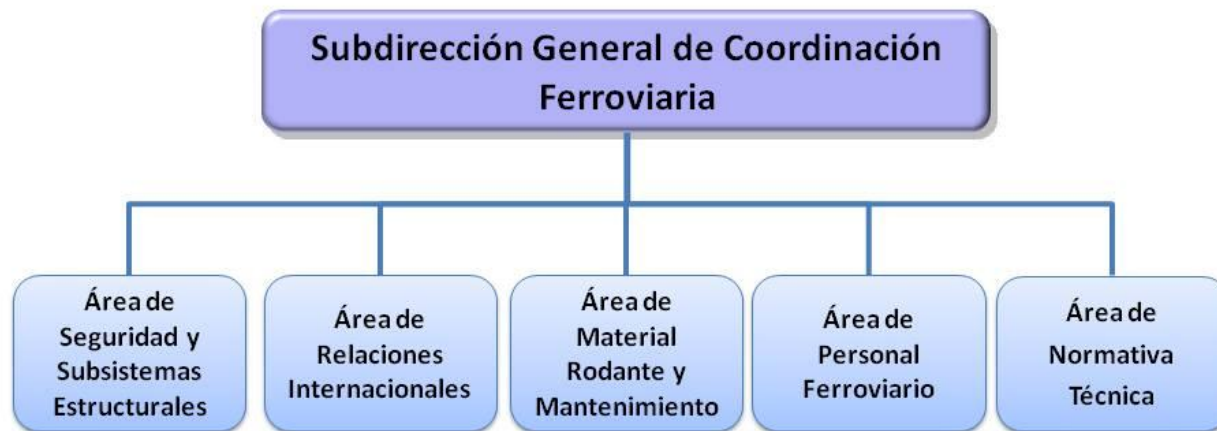 Subdirección General de Coordinación
Ferroviaria
Área de
Seguridad y
Subsistemas
Estructurales
Área de
Relaciones
Internacionales
Área de
Material
Rodante y
Mantenimiento
Área de
Personal
Ferroviario
Área de
Normativa
Técnica